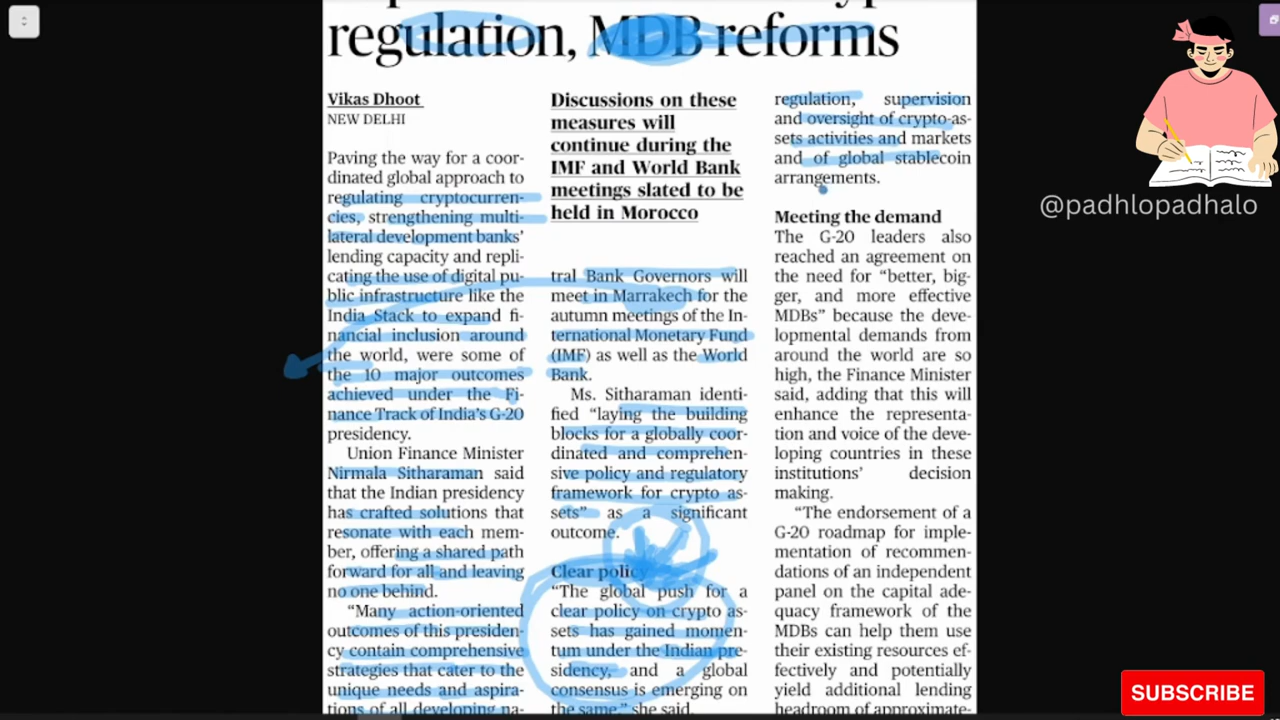 regulation, MDB reforms
Vikas Dhoot
NEW DELHI
Paving the way for a coor-
dinated global approach to
regulating cryptocurren-
cies, strengthening multi-
lateral development banks’
lending capacity and repli-
cating the use of digital pu-
blic infrastructure like the
India Stack to expand fi-
nancial inclusion around
the world, were some of
the 10 major outcomes
achieved under the Fi-
nance Track of India’s G-20
presidency.
Union Finance Minister
Nirmala Sitharaman said
that the Indian presidency
has crafted solutions that
resonate with each mem-
ber, offering a shared path
forward for all and leaving
no one behind.
“Many action-oriented
outcomes of this presiden-
cy contain comprehensive
strategies that cater to the
unique needs and aspira-
tions of all developing na-
Discussions on these
measures will
continue during the
IMF and World Bank
meetings slated to be
held in Morocco
tral Bank Governors will
meet in Marrakech for the
autumn meetings of the In-
ternational Monetary Fund
(IMF) as well as the World
Bank.
Ms. Sitharaman identi-
fied “laying the building
blocks for a globally coor-
dinated and comprehen-
sive policy and regulatory
framework for crypto as-
sets” as a significant
outcome.
Clear policy
“The global push for a
clear policy on crypto as-
sets has gained momen-
tum under the Indian pre-
sidency, and a global
consensus is emerging on
the same,” she said.
regulation, supervision
and oversight of crypto-as-
sets activities and markets
and of global stablecoin
arrangements.
Meeting the demand
The G-20 leaders also
reached an agreement on
the need for “better, big-
ger, and more effective
MDBs” because the deve-
lopmental demands from
around the world are so
high, the Finance Minister
said, adding that this will
enhance the representa-
tion and voice of the deve-
loping countries in these
institutions’ decision
making.
“The endorsement of a
G-20 roadmap for imple-
mentation of recommen-
dations of an independent
panel on the capital ade-
quacy framework of the
MDBs can help them use
their existing resources ef-
fectively and potentially
yield additional lending
headroom of approximate-
@padhlopadhalo
SUBSCRIBE